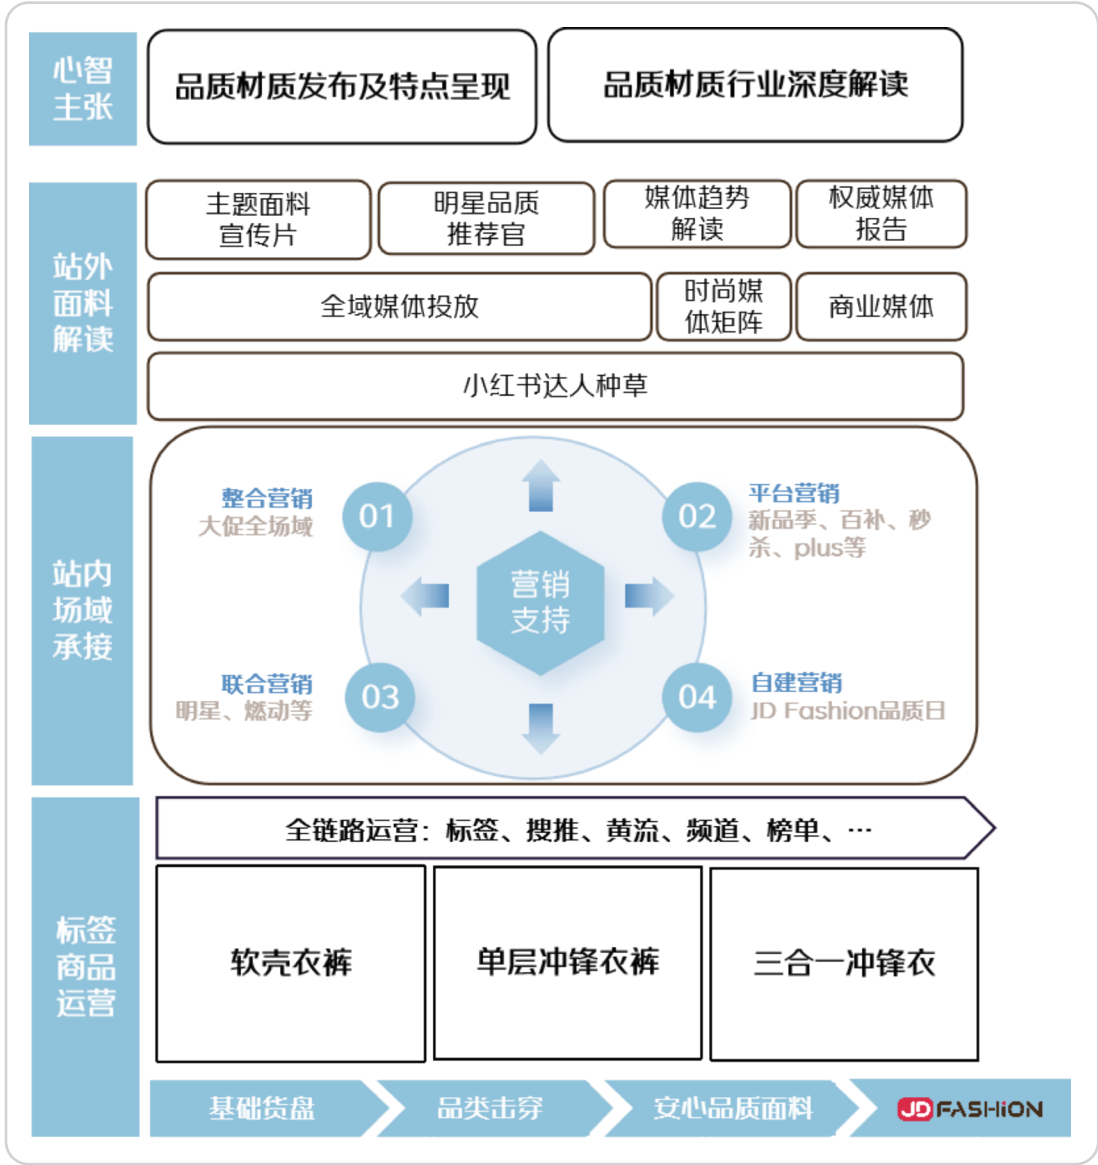 心智
主张
品质材质发布及特点呈现
品质材质行业深度解读
站外
面料
解读
主题面料
宣传片
明星品质
推荐官
媒体趋势
解读
权威媒体
报告
全域媒体投放
时尚媒
体矩阵
商业媒体
小红书达人种草
站内
场域
承接
整合营销
大促全场域
01
02
平台营销
新品季、百补、秒
杀、plus等
营销
支持
联合营销
明星、燃动等
03
04
自建营销
JD Fashion品质日
标签
商品
运营
全链路运营：标签、搜推、黄流、频道、榜单、…
软壳衣裤
单层冲锋衣裤
三合一冲锋衣
基础货盘
品类击穿
安心品质面料
JD FASHION